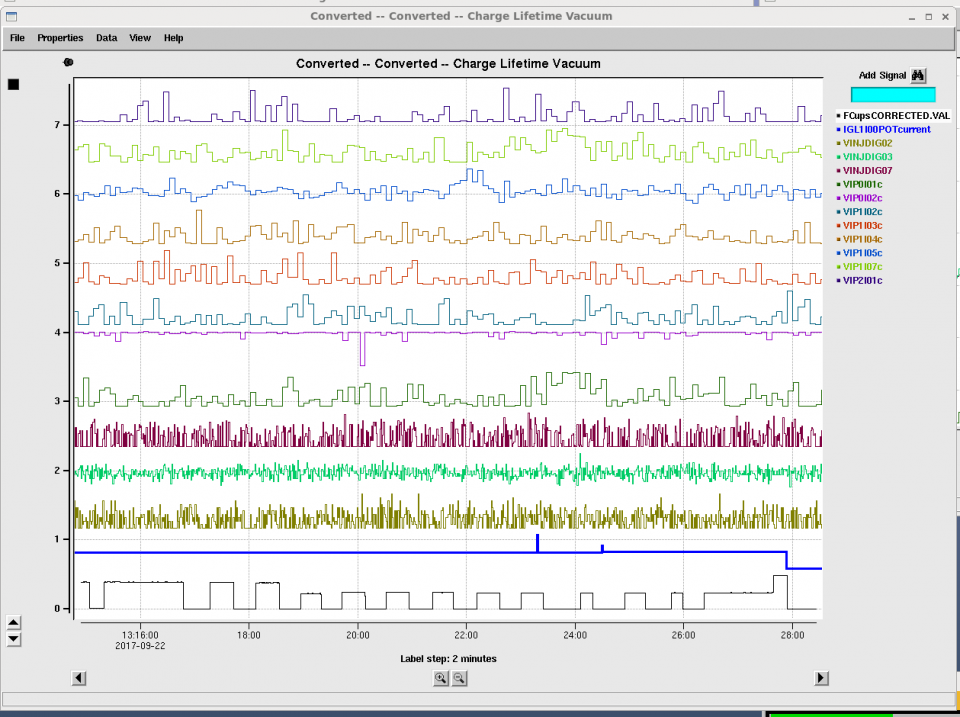 Converted -- Converted -- Charge Lifetime Vacuum
File Properties Data View Help
Converted -- Converted -- Charge Lifetime Vacuum
Add Signal
FCupsCORRECTED.VAL
IGL1I00POTcurrent
VINJDIG02
VINJDIG03
VINJDIG07
VIP0I01c
VIP0I02c
VIP1I02c
VIP1I03c
VIP1I04c
VIP1I05c
VIP1I07c
VIP2I01c
7
6
5
4
3
2
1
0
13:16:00 18:00 20:00 22:00 24:00 26:00 28:00
2017-09-22
Label step: 2 minutes